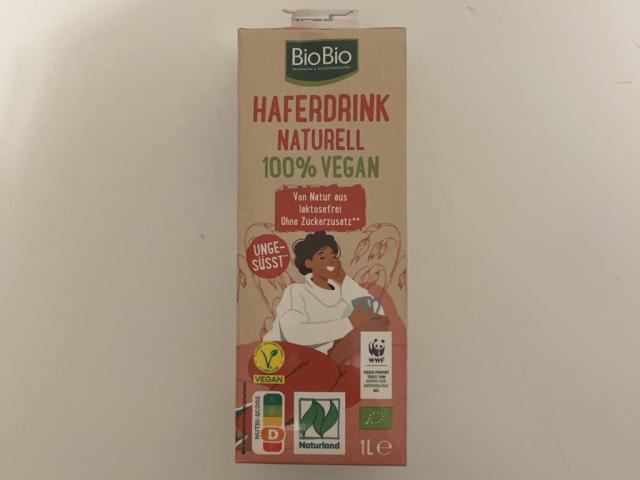 BioBio
HAFERDRINK
NATURELL
100% VEGAN
Von Natur aus
laktosefrei
Ohne Zuckerzusatz**
UNGE-
SÜSST
VEGAN
WWF
NUTRI-SCORE
D
Naturland
1L e